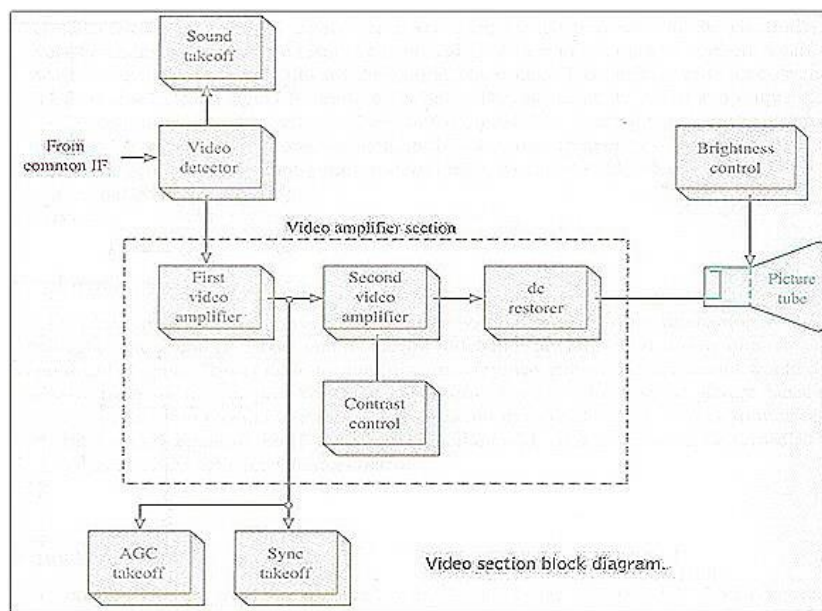 Sound
takeoff
From
common IF
Video
detector
Brightness
control
Video amplifier section
First
video
amplifier
Second
video
amplifier
dc
restorer
Picture
tube
Contrast
control
AGC
takeoff
Sync
takeoff
Video section block diagram.